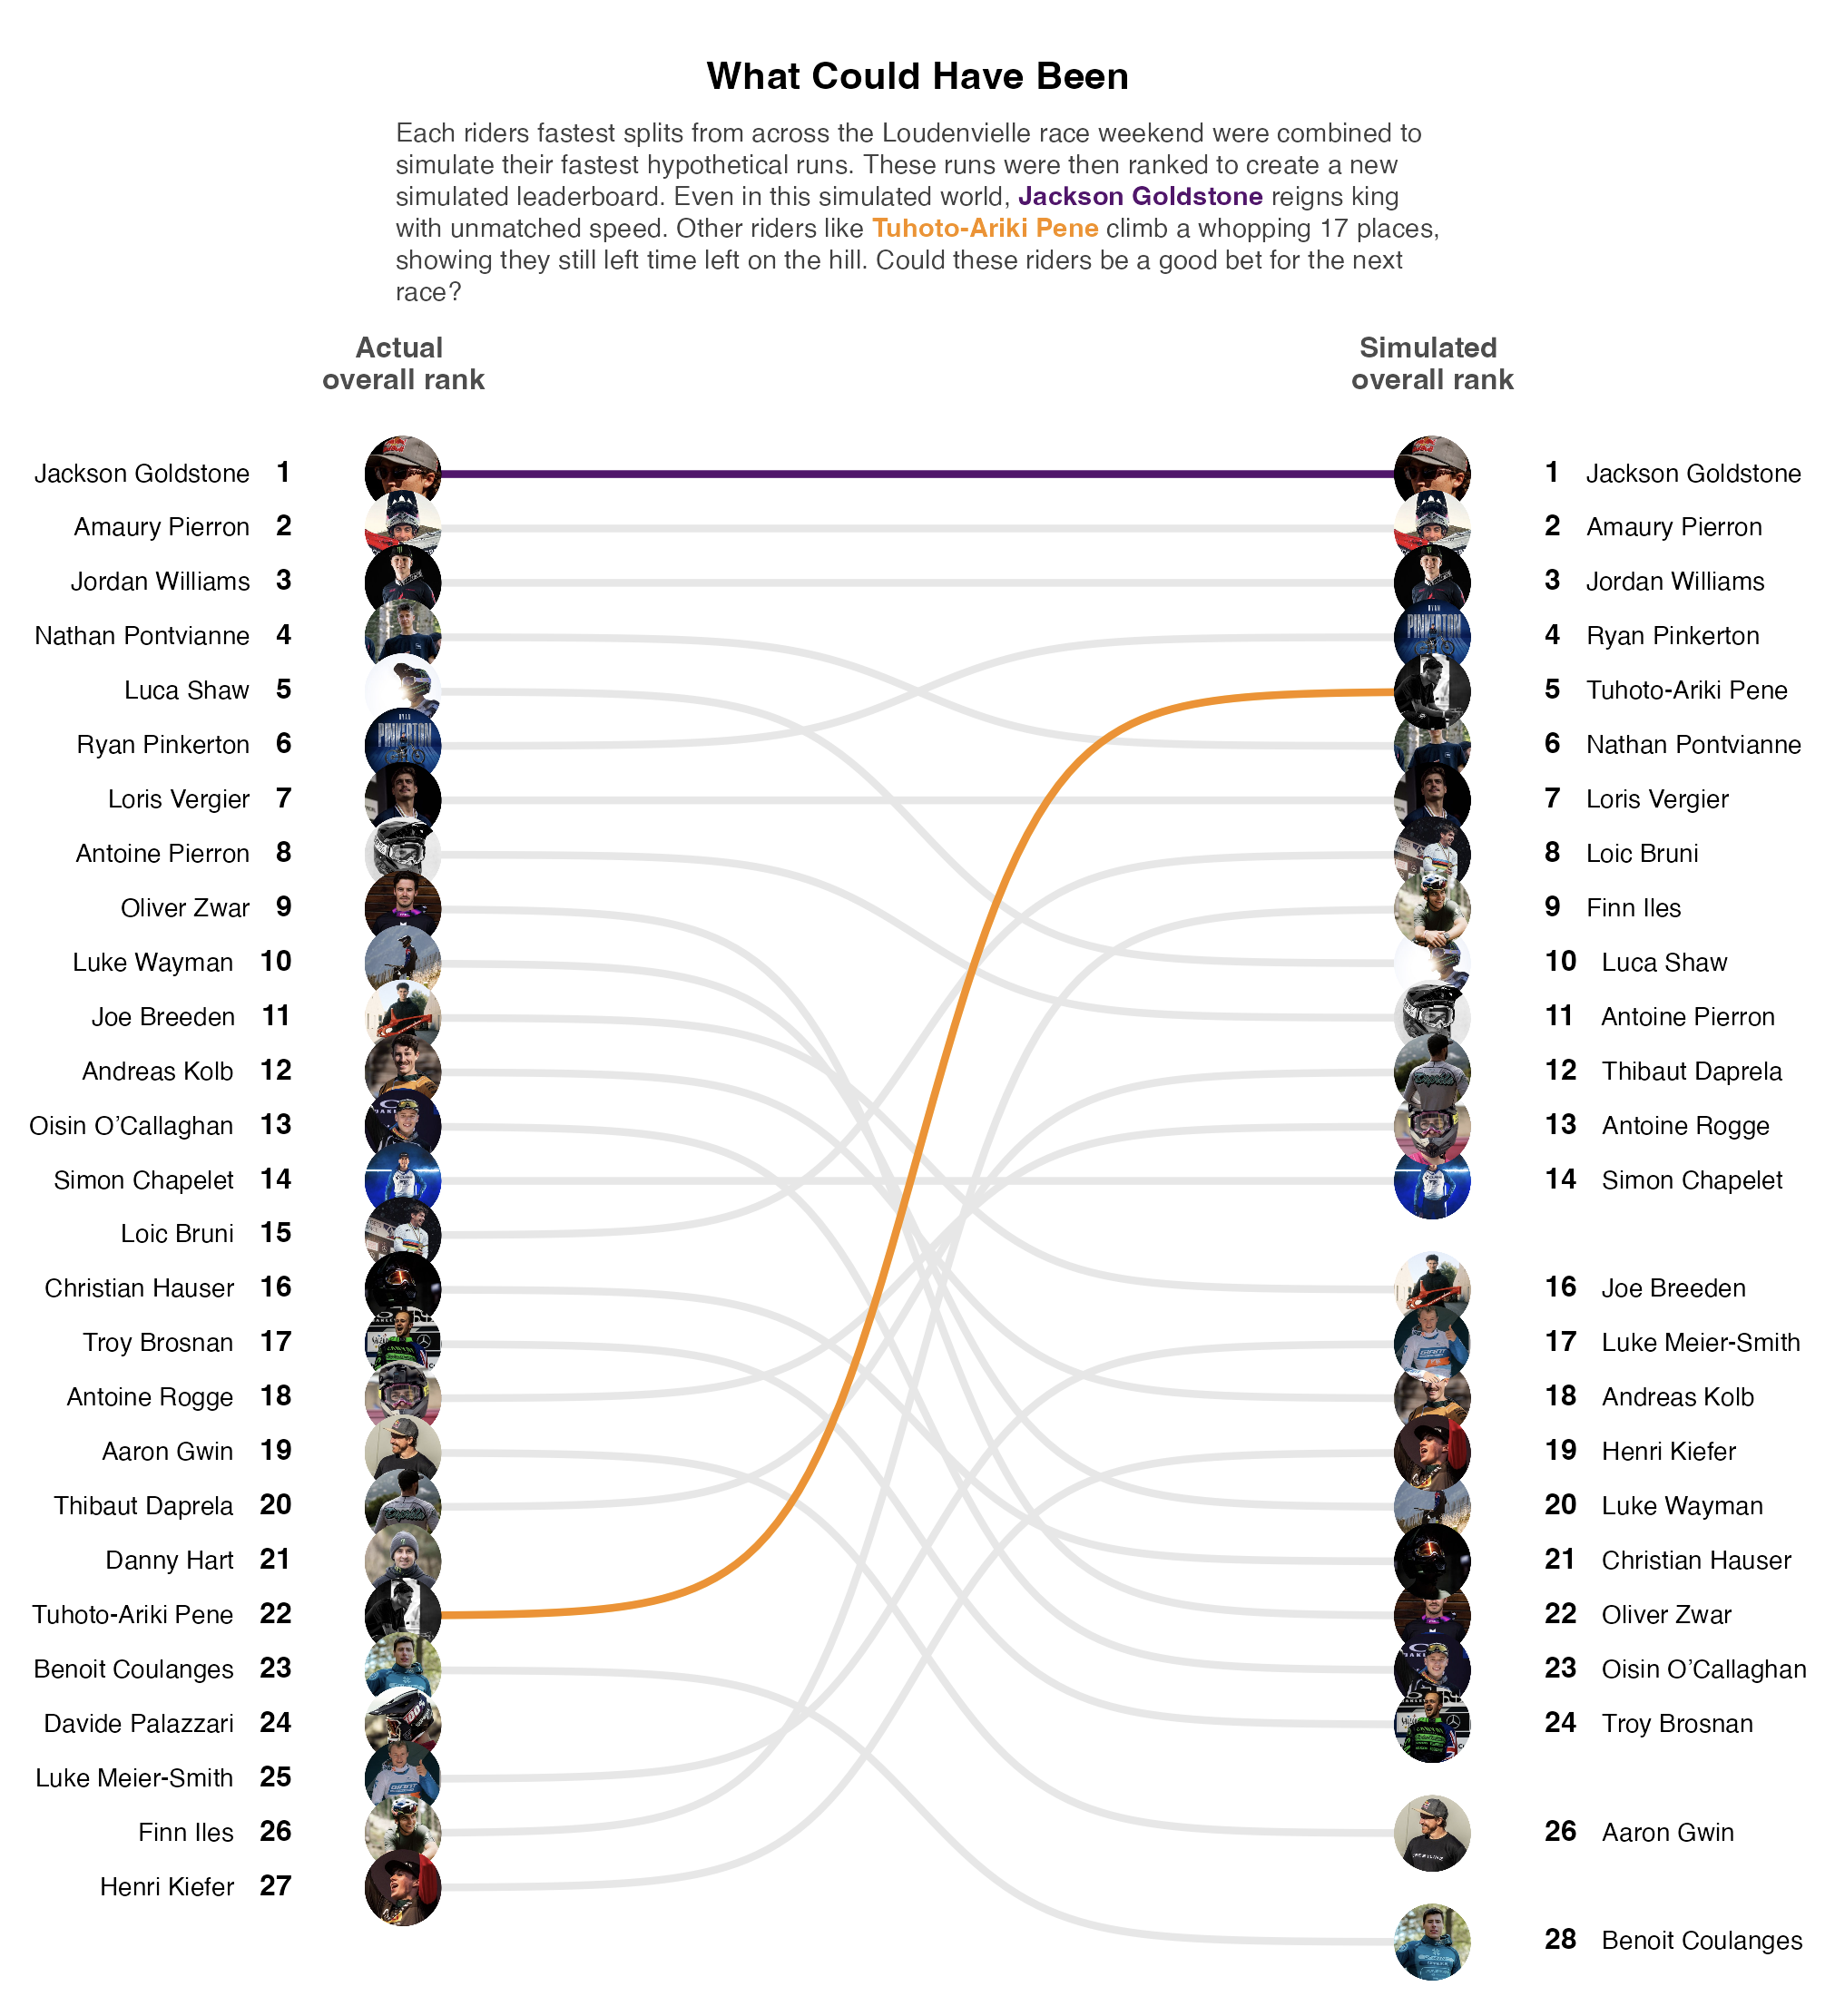 What Could Have Been
Each riders fastest splits from across the Loudenvielle race weekend were combined to
simulate their fastest hypothetical runs. These runs were then ranked to create a new
simulated leaderboard. Even in this simulated world, Jackson Goldstone reigns king
with unmatched speed. Other riders like Tuhoto-Ariki Pene climb a whopping 17 places,
showing they still left time left on the hill. Could these riders be a good bet for the next
race?
Actual
overall rank
Simulated
overall rank
Jackson Goldstone 1
Amaury Pierron 2
Jordan Williams 3
Nathan Pontvianne 4
Luca Shaw 5
Ryan Pinkerton 6
Loris Vergier 7
Antoine Pierron 8
Oliver Zwar 9
Luke Wayman 10
Joe Breeden 11
Andreas Kolb 12
Oisin O’Callaghan 13
Simon Chapelet 14
Loic Bruni 15
Christian Hauser 16
Troy Brosnan 17
Antoine Rogge 18
Aaron Gwin 19
Thibaut Daprela 20
Danny Hart 21
Tuhoto-Ariki Pene 22
Benoit Coulanges 23
Davide Palazzari 24
Luke Meier-Smith 25
Finn Iles 26
Henri Kiefer 27
1 Jackson Goldstone
2 Amaury Pierron
3 Jordan Williams
4 Ryan Pinkerton
5 Tuhoto-Ariki Pene
6 Nathan Pontvianne
7 Loris Vergier
8 Loic Bruni
9 Finn Iles
10 Luca Shaw
11 Antoine Pierron
12 Thibaut Daprela
13 Antoine Rogge
14 Simon Chapelet
16 Joe Breeden
17 Luke Meier-Smith
18 Andreas Kolb
19 Henri Kiefer
20 Luke Wayman
21 Christian Hauser
22 Oliver Zwar
23 Oisin O’Callaghan
24 Troy Brosnan
26 Aaron Gwin
28 Benoit Coulanges
PINKERTON
PINKERTON